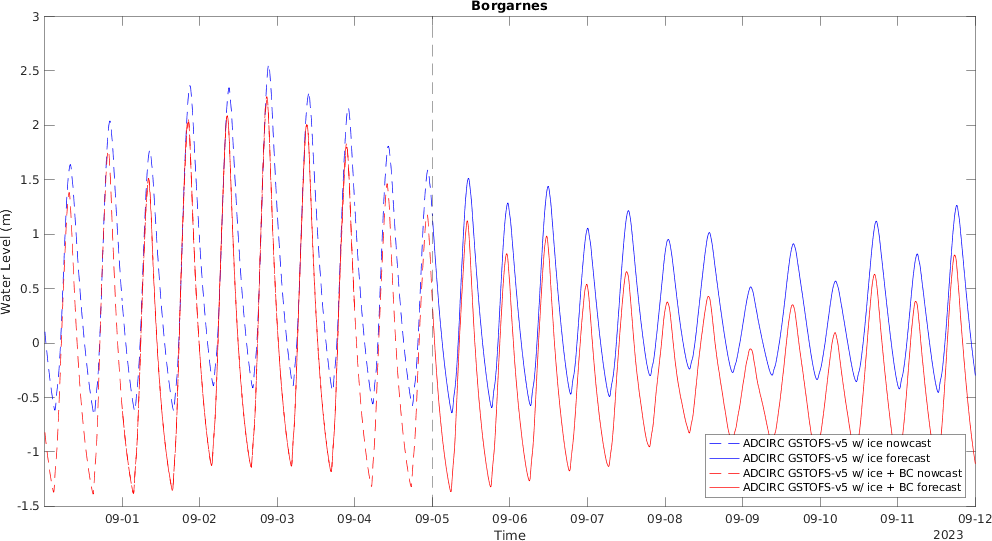 Borgarnes
3
2.5
2
1.5
1
0.5
0
-0.5
-1
-1.5
Water Level (m)
09-01 09-02 09-03 09-04 09-05 09-06 09-07 09-08 09-09 09-10 09-11 09-12
Time
2023
ADCIRC GSTOFS-v5 w/ ice nowcast
ADCIRC GSTOFS-v5 w/ ice forecast
ADCIRC GSTOFS-v5 w/ ice + BC nowcast
ADCIRC GSTOFS-v5 w/ ice + BC forecast